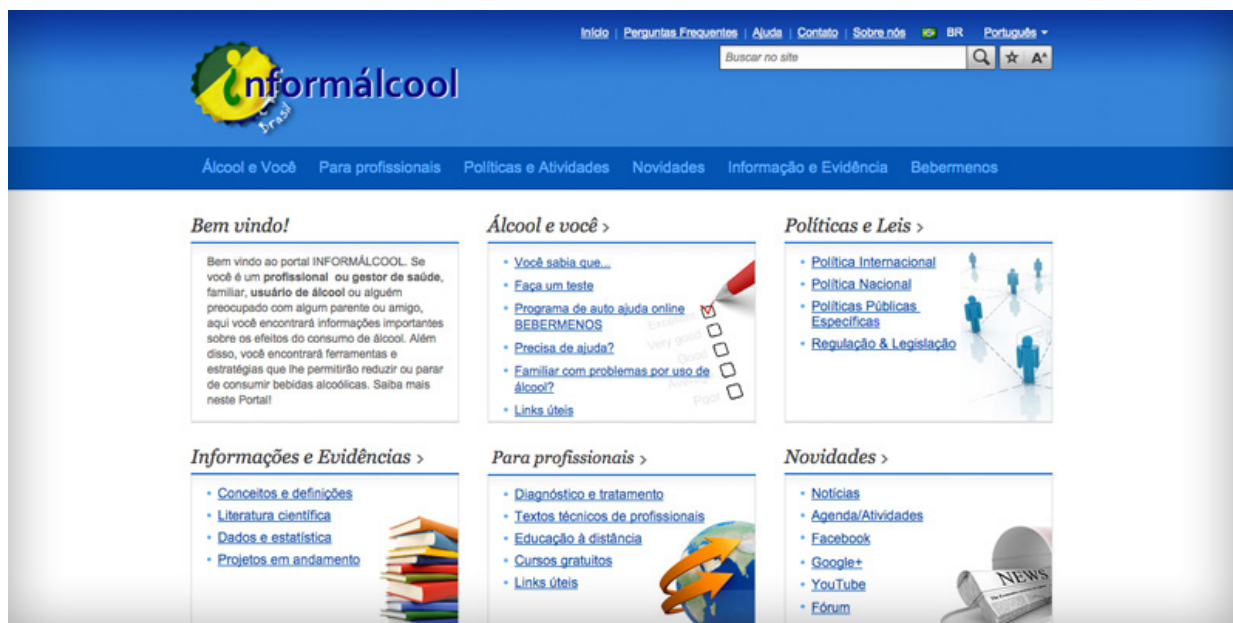 Início | Perguntas Frequentes | Ajuda | Contato | Sobre nós BR Português
Buscar no site
A+
informálcool
Brasil
Álcool e Você Para profissionais Políticas e Atividades Novidades Informação e Evidência Bebermenos
Bem vindo!
Bem vindo ao portal INFORMÁLCOOL. Se
você é um profissional ou gestor de saúde,
familiar, usuário de álcool ou alguém
preocupado com algum parente ou amigo,
aqui você encontrará informações importantes
sobre os efeitos do consumo de álcool. Além
disso, você encontrará ferramentas e
estratégias que lhe permitirão reduzir ou parar
de consumir bebidas alcoólicas. Saiba mais
neste Portal!
Álcool e você >
Você sabia que...
Faça um teste
Programa de auto ajuda online
BEBERMENOS
Precisa de ajuda?
Familiar com problemas por uso de
álcool?
Links úteis
Excellent
Very good
Good
Average
Poor
Políticas e Leis >
Política Internacional
Política Nacional
Políticas Públicas
Específicas
Regulação & Legislação
Informações e Evidências >
Conceitos e definições
Literatura científica
Dados e estatística
Projetos em andamento
Para profissionais >
Diagnóstico e tratamento
Textos técnicos de profissionais
Educação à distância
Cursos gratuitos
Links úteis
Novidades >
Notícias
Agenda/Atividades
Facebook
Google+
YouTube
Fórum
NEWS